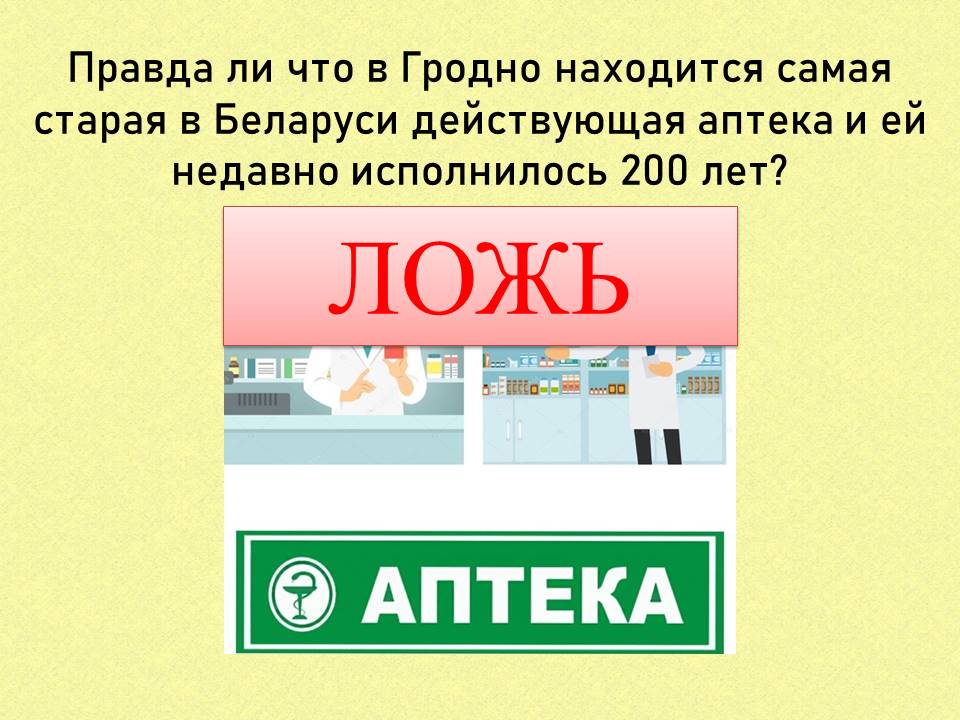 Правда ли что в Гродно находится самая
старая в Беларуси действующая аптека и ей
недавно исполнилось 200 лет?
ЛОЖЬ
АПТЕКА